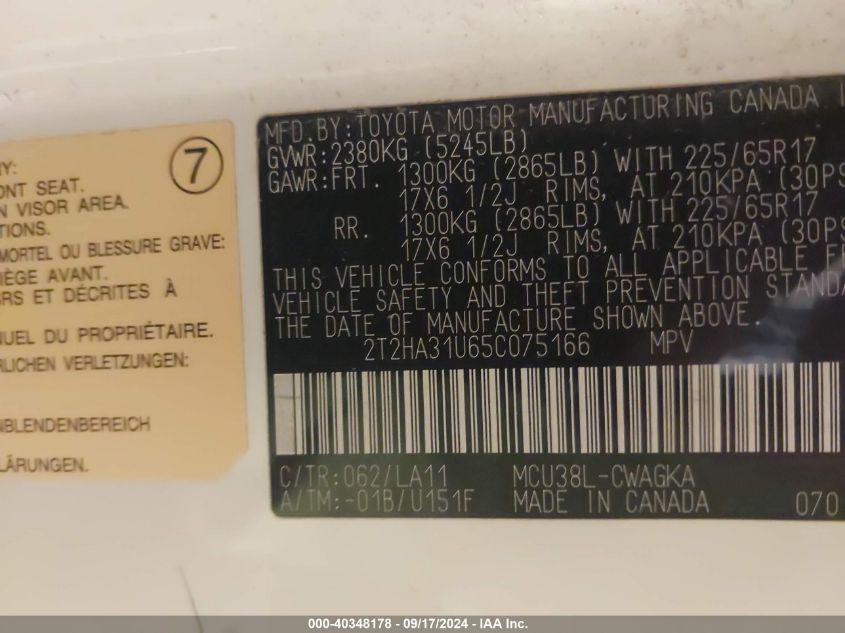 NY:
ONT SEAT.
N VISOR AREA.
TIONS.
MORTEL OU BLESSURE GRAVE:
IÈGE AVANT.
RS ET DÉCRITES À
NUEL DU PROPRIÉTAIRE.
RLICHEN VERLETZUNGEN.
NBLENDENBEREICH
LÄRUNGEN.
7
MFD.BY:TOYOTA MOTOR MANUFACTURING CANADA I
GVWR:2380KG (5245LB)
GAWR:FRT. 1300KG (2865LB) WITH 225/65R17
17X6 1/2J RIMS, AT 210KPA (30PS
RR. 1300KG (2865LB) WITH 225/65R17
17X6 1/2J RIMS, AT 210KPA (30PS
THIS VEHICLE CONFORMS TO ALL APPLICABLE F
VEHICLE SAFETY AND THEFT PREVENTION STANDA
THE DATE OF MANUFACTURE SHOWN ABOVE.
2T2HA31U65C075166 MPV
C/TR:062/LA11 MCU38L-CWAGKA
A/TM:-01B/U151F MADE IN CANADA 070
000-40348178 - 09/17/2024 - IAA Inc.